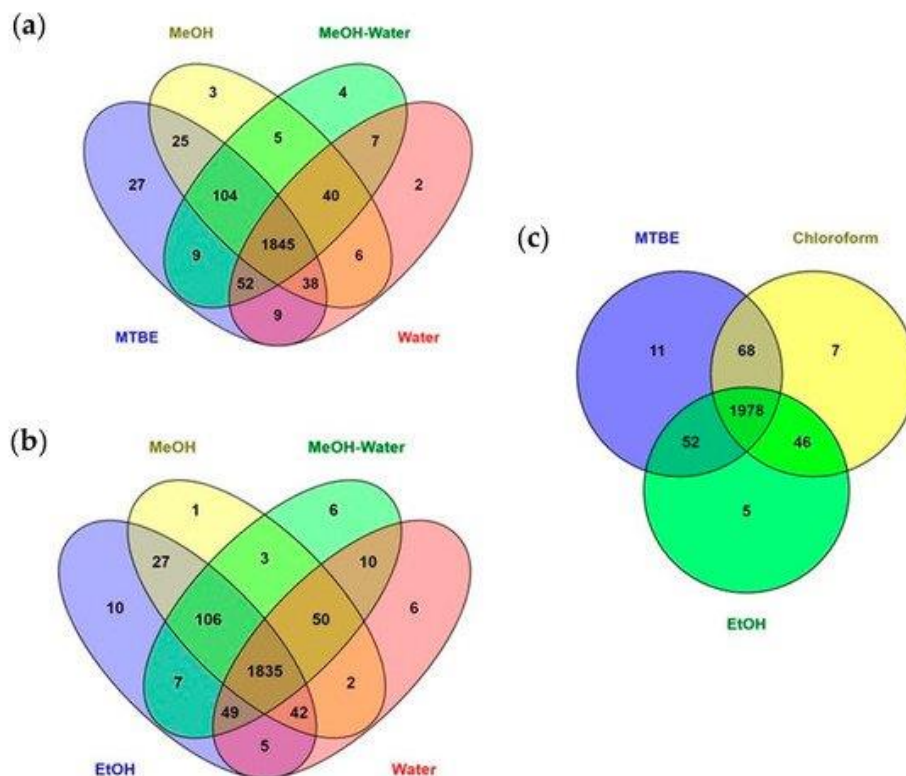 (a)
MeOH MeOH-Water
3 4
25 5 7
27 104 40 2
1845
9 6
52 38
9
MTBE Water
(b)
MeOH MeOH-Water
1 6
27 3 10
10 106 50 6
1835
7 2
49 42
5
EtOH Water
(c)
MTBE Chloroform
11 68 7
1978
52 46
5
EtOH